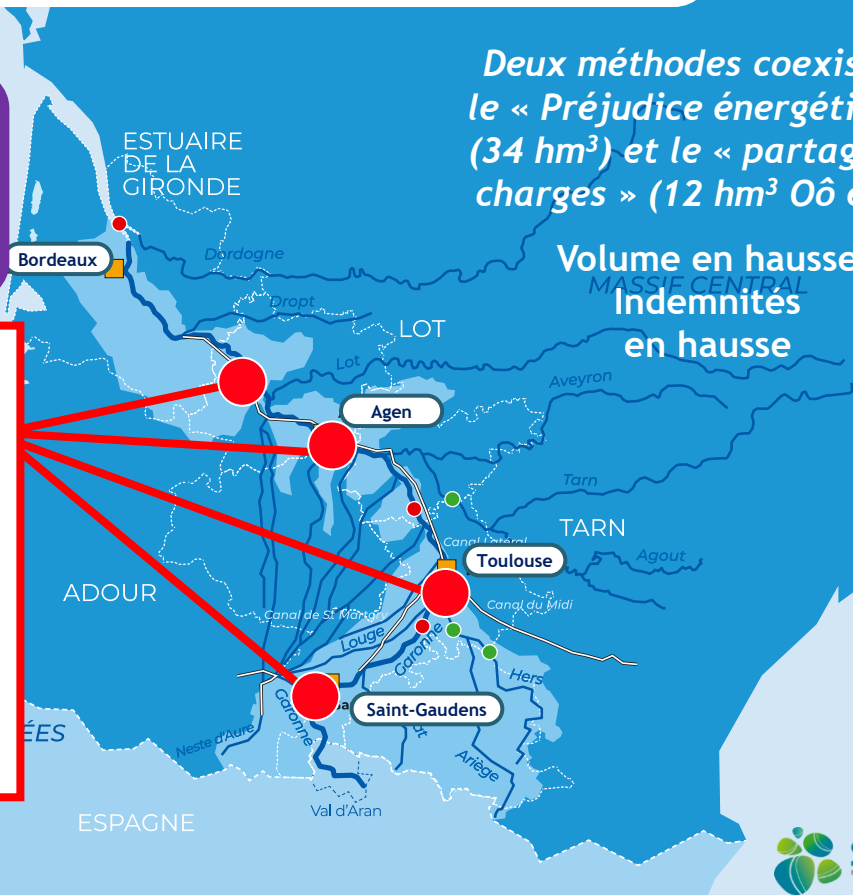 Deux méthodes coexis
le « Préjudice énergéti
(34 hm³) et le « partag
charges » (12 hm³ Oô e
Volume en hausse
Indemnités
en hausse
MASSIF CENTRAL
ESTUAIRE
DE LA
GIRONDE
Bordeaux
Dordogne
Dropt
LOT
Lot
Aveyron
Agen
Tarn
TARN
Canal Latéral
Toulouse
Agout
ADOUR
Canal de St Martory
Canal du Midi
Louge
Garonne
Hers
Saint-Gaudens
Garonne
Neste d'Aure
Ariège
ÉES
Val d'Aran
ESPAGNE